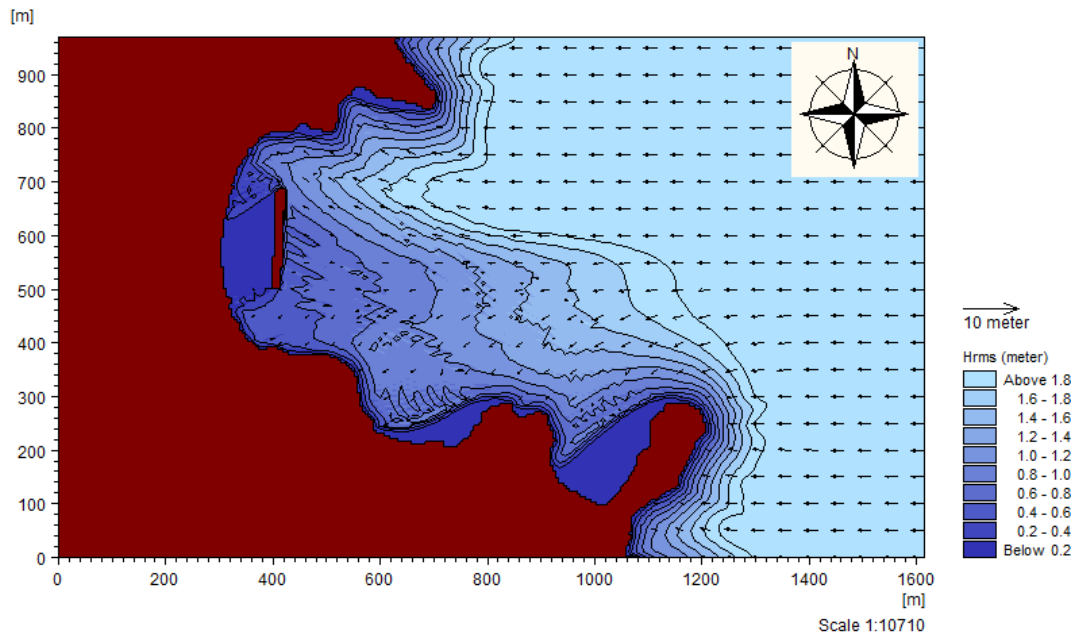 [m]
900
800
700
600
500
400
300
200
100
0
N
0 200 400 600 800 1000 1200 1400 1600
[m]
Scale 1:10710
10 meter
Hrms (meter)
Above 1.8
1.6 - 1.8
1.4 - 1.6
1.2 - 1.4
1.0 - 1.2
0.8 - 1.0
0.6 - 0.8
0.4 - 0.6
0.2 - 0.4
Below 0.2